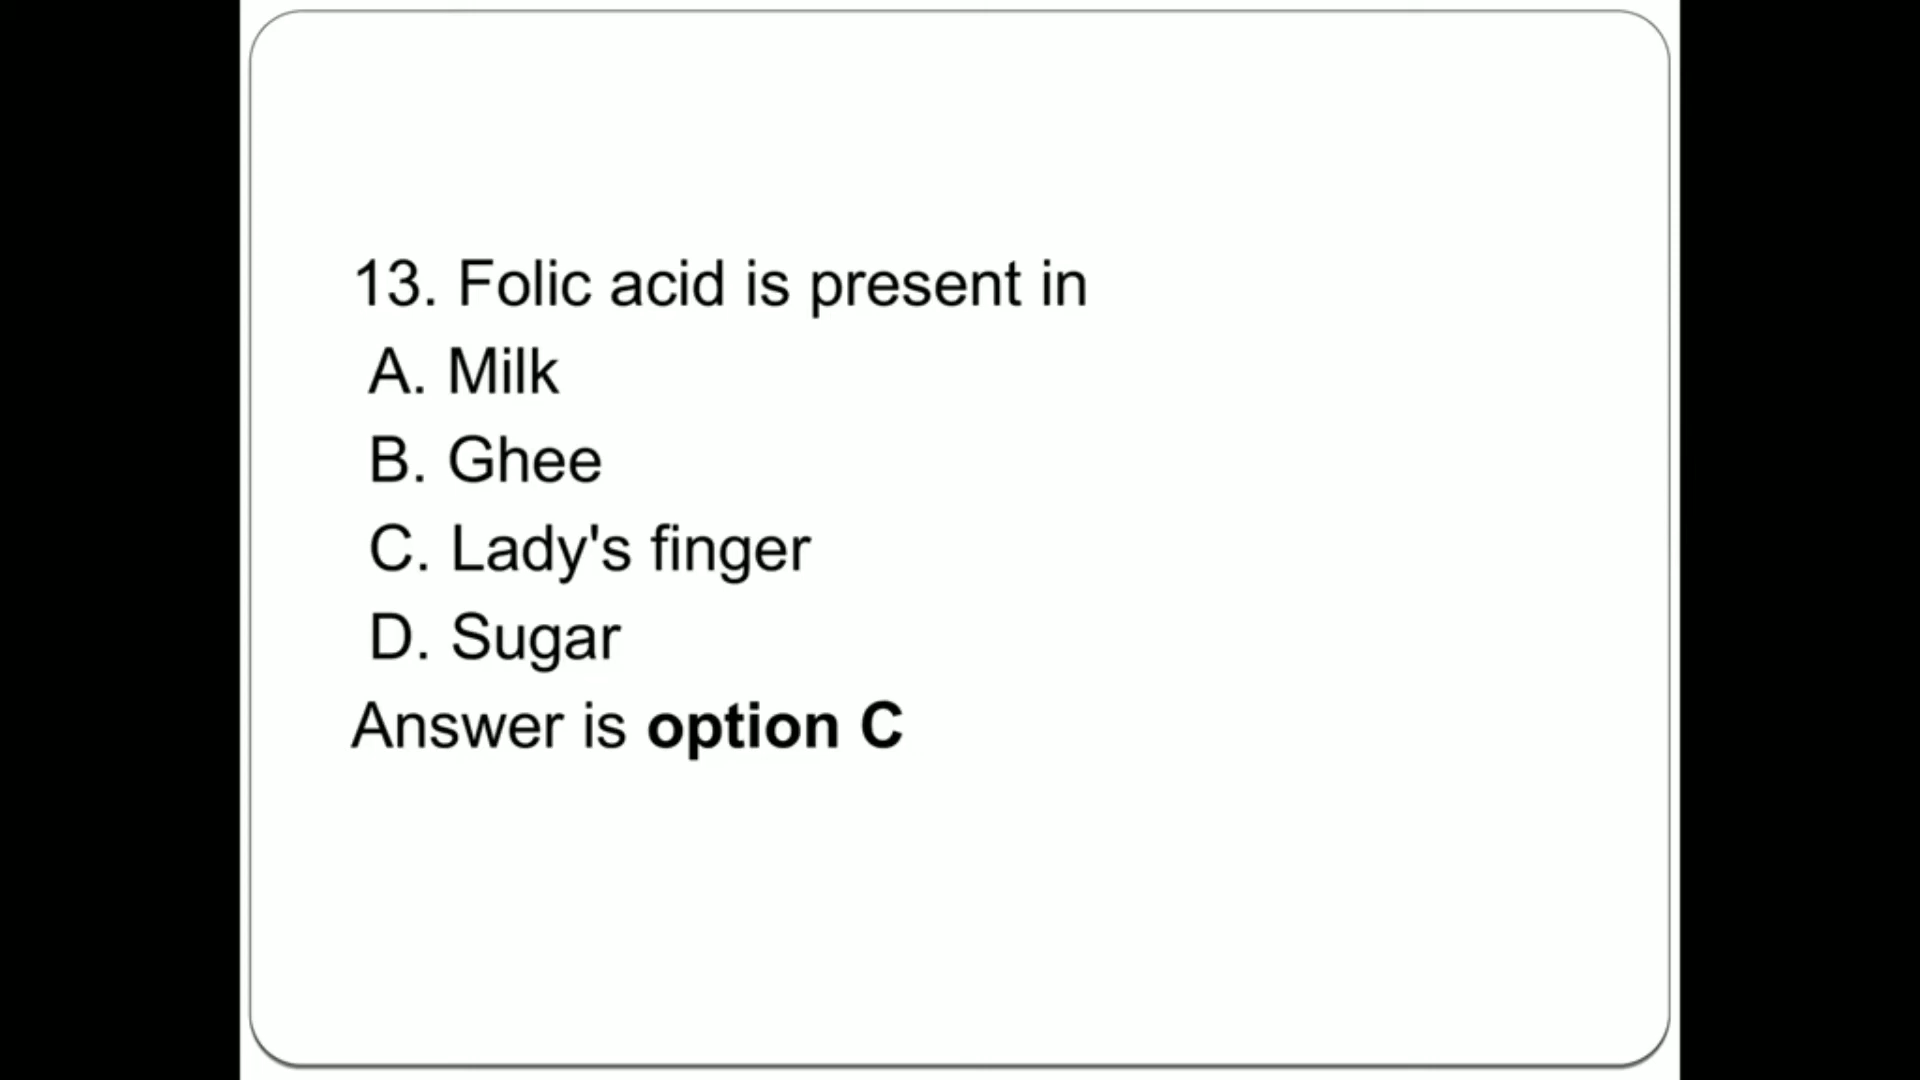 13. Folic acid is present in
A. Milk
B. Ghee
C. Lady's finger
D. Sugar
Answer is option C